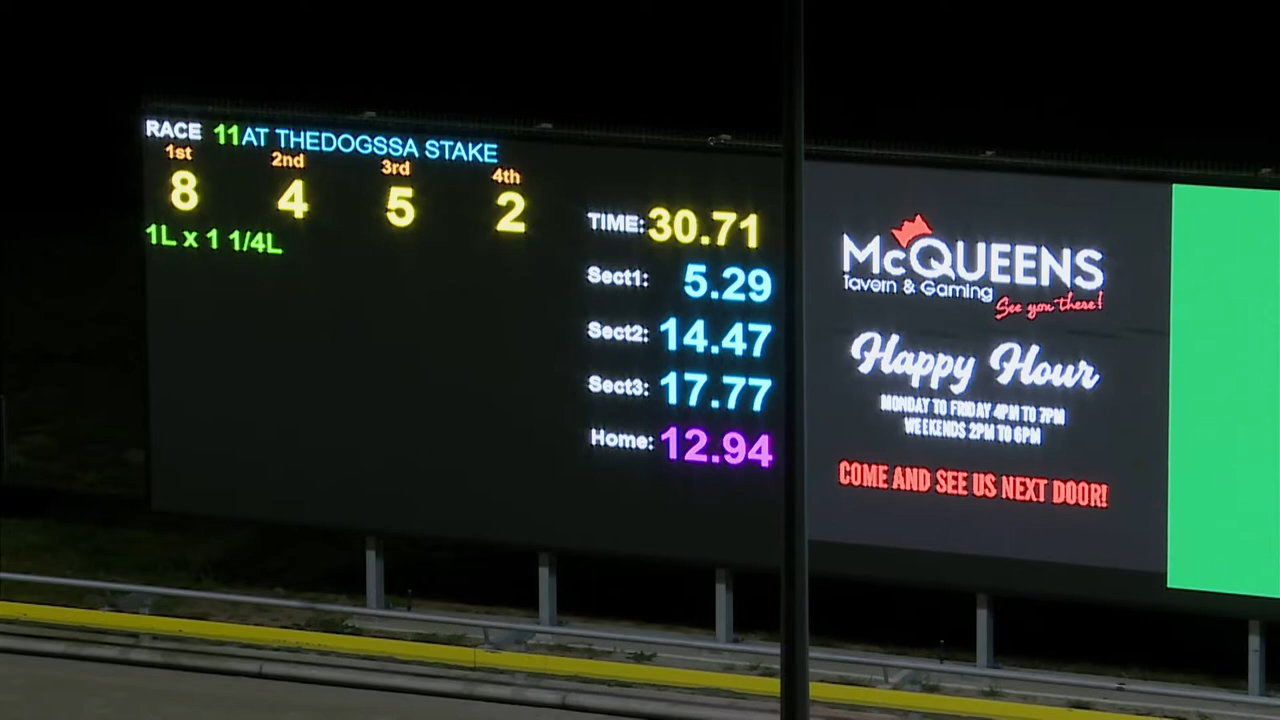 RACE 11AT THEDOGSSA STAKE
1st 2nd 3rd 4th
8 4 5 2
1L x 1 1/4L
TIME: 30.71
Sect1: 5.29
Sect2: 14.47
Sect3: 17.77
Home: 12.94
McQUEENS
Tavern & Gaming
See you there!
Happy Hour
MONDAY TO FRIDAY 4PM TO 7PM
WEEKENDS 2PM TO 6PM
COME AND SEE US NEXT DOOR!